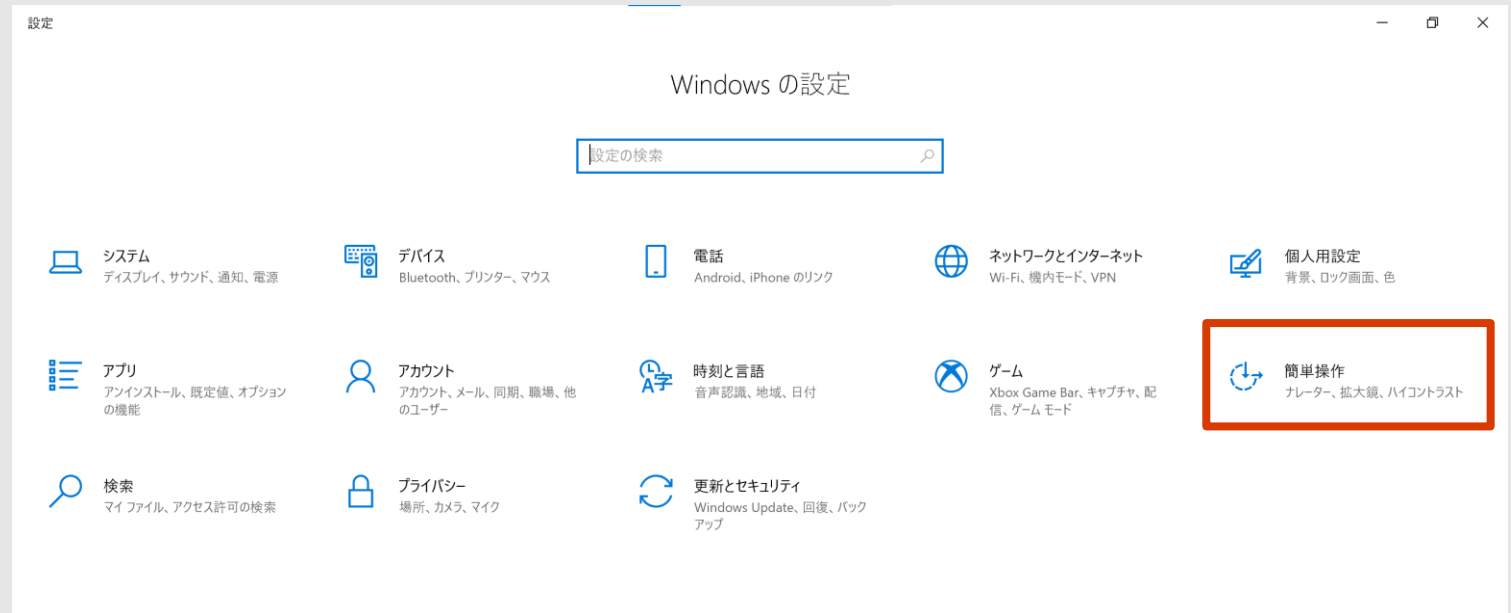 設定
Windows の設定
設定の検索
システム
ディスプレイ、サウンド、通知、電源
デバイス
Bluetooth、プリンター、マウス
電話
Android、iPhone のリンク
ネットワークとインターネット
Wi-Fi、機内モード、VPN
個人用設定
背景、ロック画面、色
アプリ
アンインストール、既定値、オプション
の機能
アカウント
アカウント、メール、同期、職場、他
のユーザー
時刻と言語
音声認識、地域、日付
ゲーム
Xbox Game Bar、キャプチャ、配
信、ゲーム モード
簡単操作
ナレーター、拡大鏡、ハイコントラスト
検索
マイ ファイル、アクセス許可の検索
プライバシー
場所、カメラ、マイク
更新とセキュリティ
Windows Update、回復、バック
アップ